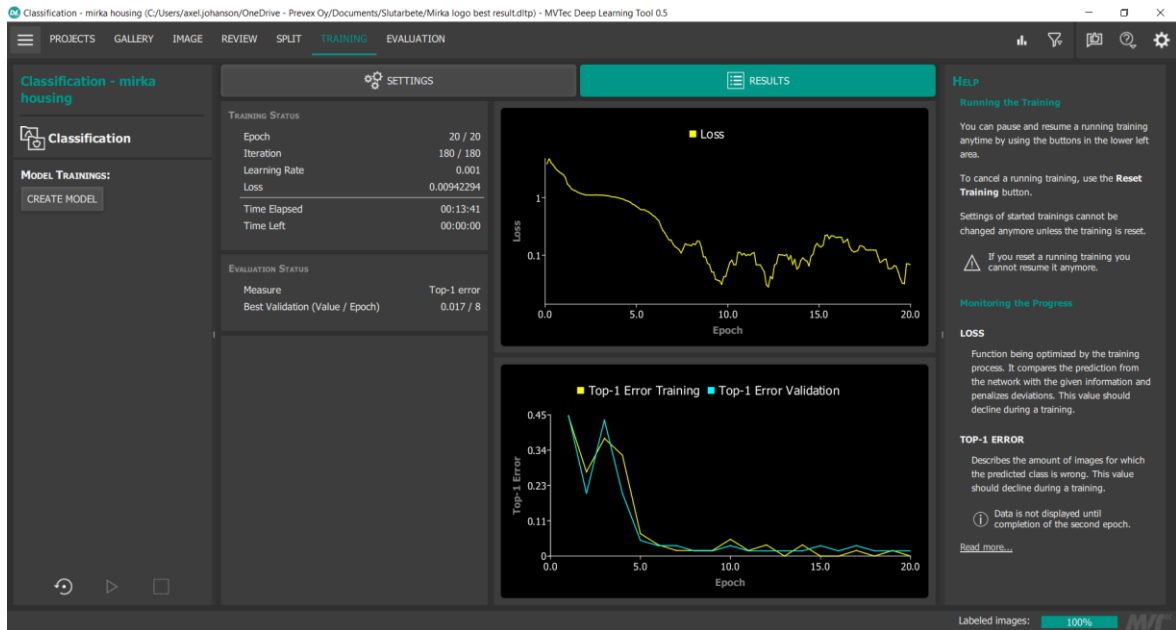 Classification - mirka housing (C:/Users/axel.johanson/OneDrive - Prevex Oy/Documents/Slutarbete/Mirka logo best result.dltp) - MVTec Deep Learning Tool 0.5
PROJECTS GALLERY IMAGE REVIEW SPLIT TRAINING EVALUATION
Classification - mirka
housing
Classification
MODEL TRAININGS:
CREATE MODEL
SETTINGS
RESULTS
TRAINING STATUS
Epoch 20 / 20
Iteration 180 / 180
Learning Rate 0.001
Loss 0.00942294
Time Elapsed 00:13:41
Time Left 00:00:00
EVALUATION STATUS
Measure Top-1 error
Best Validation (Value / Epoch) 0.017 / 8
Loss
Loss
1
0.1
0.0 5.0 10.0 15.0 20.0
Epoch
Top-1 Error Training Top-1 Error Validation
Top-1 Error
0.45
0.34
0.23
0.11
0
0.0 5.0 10.0 15.0 20.0
Epoch
HELP
Running the Training
You can pause and resume a running training
anytime by using the buttons in the lower left
area.
To cancel a running training, use the Reset
Training button.
Settings of started trainings cannot be
changed anymore unless the training is reset.
If you reset a running training you
cannot resume it anymore.
Monitoring the Progress
LOSS
Function being optimized by the training
process. It compares the prediction from
the network with the given information and
penalizes deviations. This value should
decline during a training.
TOP-1 ERROR
Describes the amount of images for which
the predicted class is wrong. This value
should decline during a training.
Data is not displayed until
completion of the second epoch.
Read more...
Labeled images: 100%